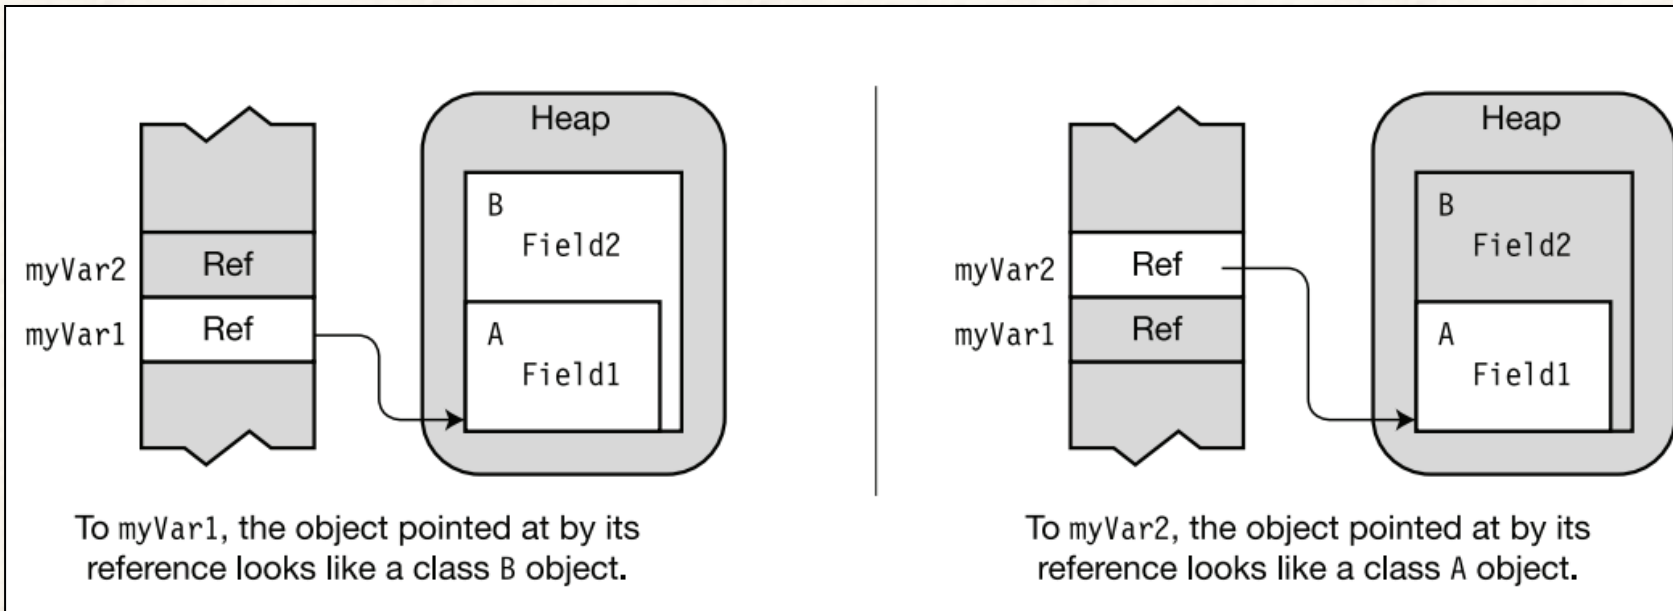 Heap
B
Field2
myVar2 Ref
myVar1 Ref
A
Field1
To myVar1, the object pointed at by its
reference looks like a class B object.
Heap
B
Field2
myVar2 Ref
myVar1 Ref
A
Field1
To myVar2, the object pointed at by its
reference looks like a class A object.